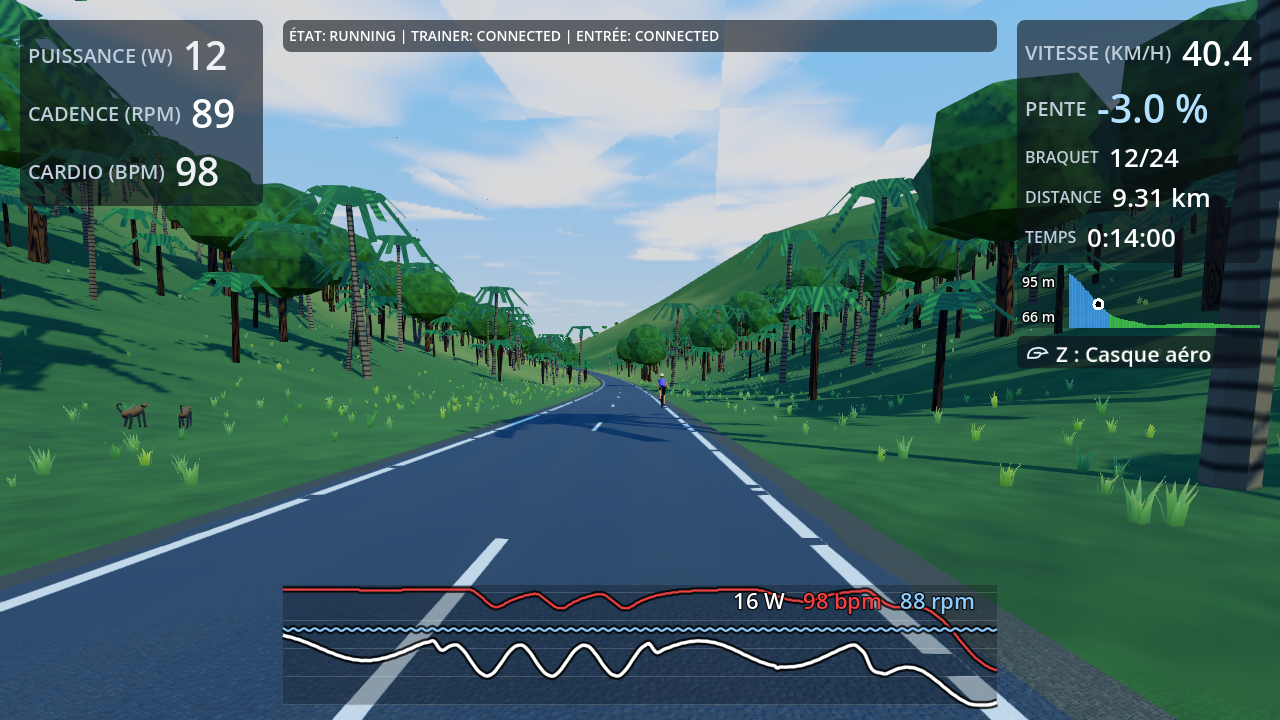 PUISSANCE (W) 12
CADENCE (RPM) 89
CARDIO (BPM) 98
ÉTAT: RUNNING | TRAINER: CONNECTED | ENTRÉE: CONNECTED
VITESSE (KM/H) 40.4
PENTE -3.0 %
BRAQUET 12/24
DISTANCE 9.31 km
TEMPS 0:14:00
95 m
66 m
Z : Casque aéro
16 W 98 bpm 88 rpm